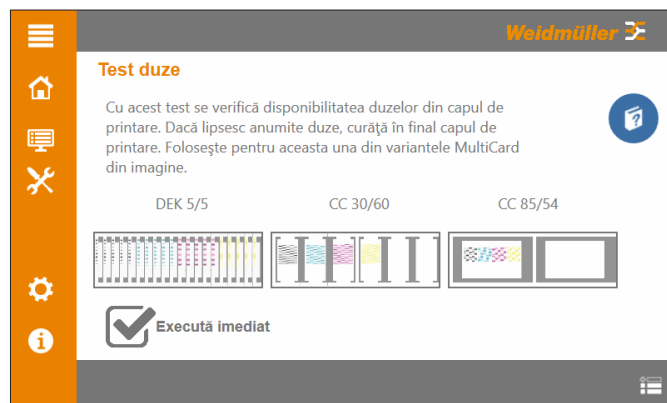 Weidmüller
Test duze
Cu acest test se verifică disponibilitatea duzelor din capul de
printare. Dacă lipsesc anumite duze, curăță în final capul de
printare. Folosește pentru aceasta una din variantele MultiCard
din imagine.
DEK 5/5 CC 30/60 CC 85/54
Execută imediat